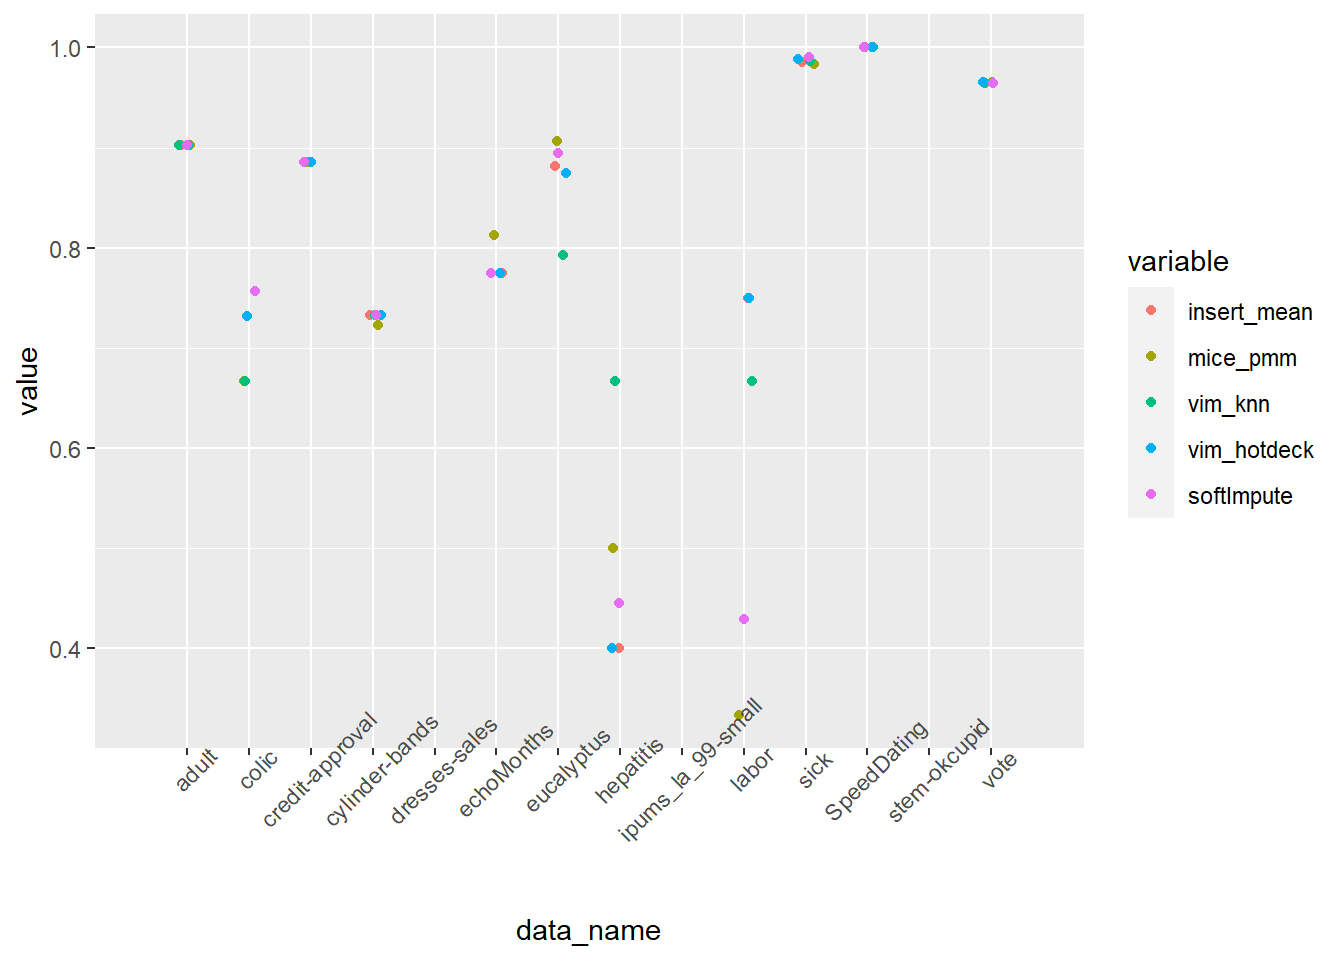 1.0
0.8
0.6
0.4
value
adult
colic
credit-approval
cylinder-bands
dresses-sales
echoMonths
eucalyptus
hepatitis
ipums_la_99-small
labor
sick
SpeedDating
stem-okcupid
vote
data_name
variable
insert_mean
mice_pmm
vim_knn
vim_hotdeck
softImpute